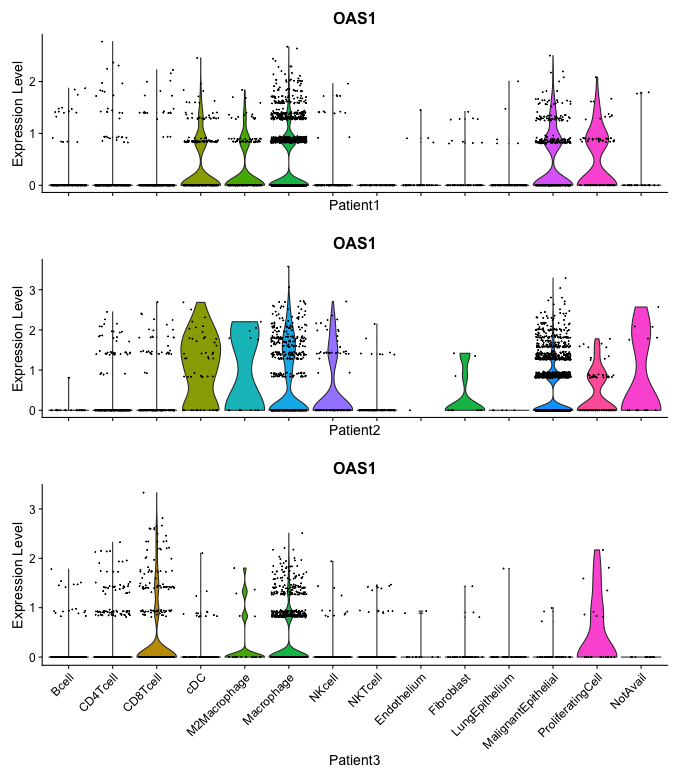 OAS1
Expression Level
2
1
0
Patient1
OAS1
Expression Level
3
2
1
0
Patient2
OAS1
Expression Level
3
2
1
0
Bcell
CD4Tcell
CD8Tcell
cDC
M2Macrophage
Macrophage
NKcell
NKTcell
Endothelium
Fibroblast
LungEpithelium
MalignantEpithelial
ProliferatingCell
NotAvail
Patient3